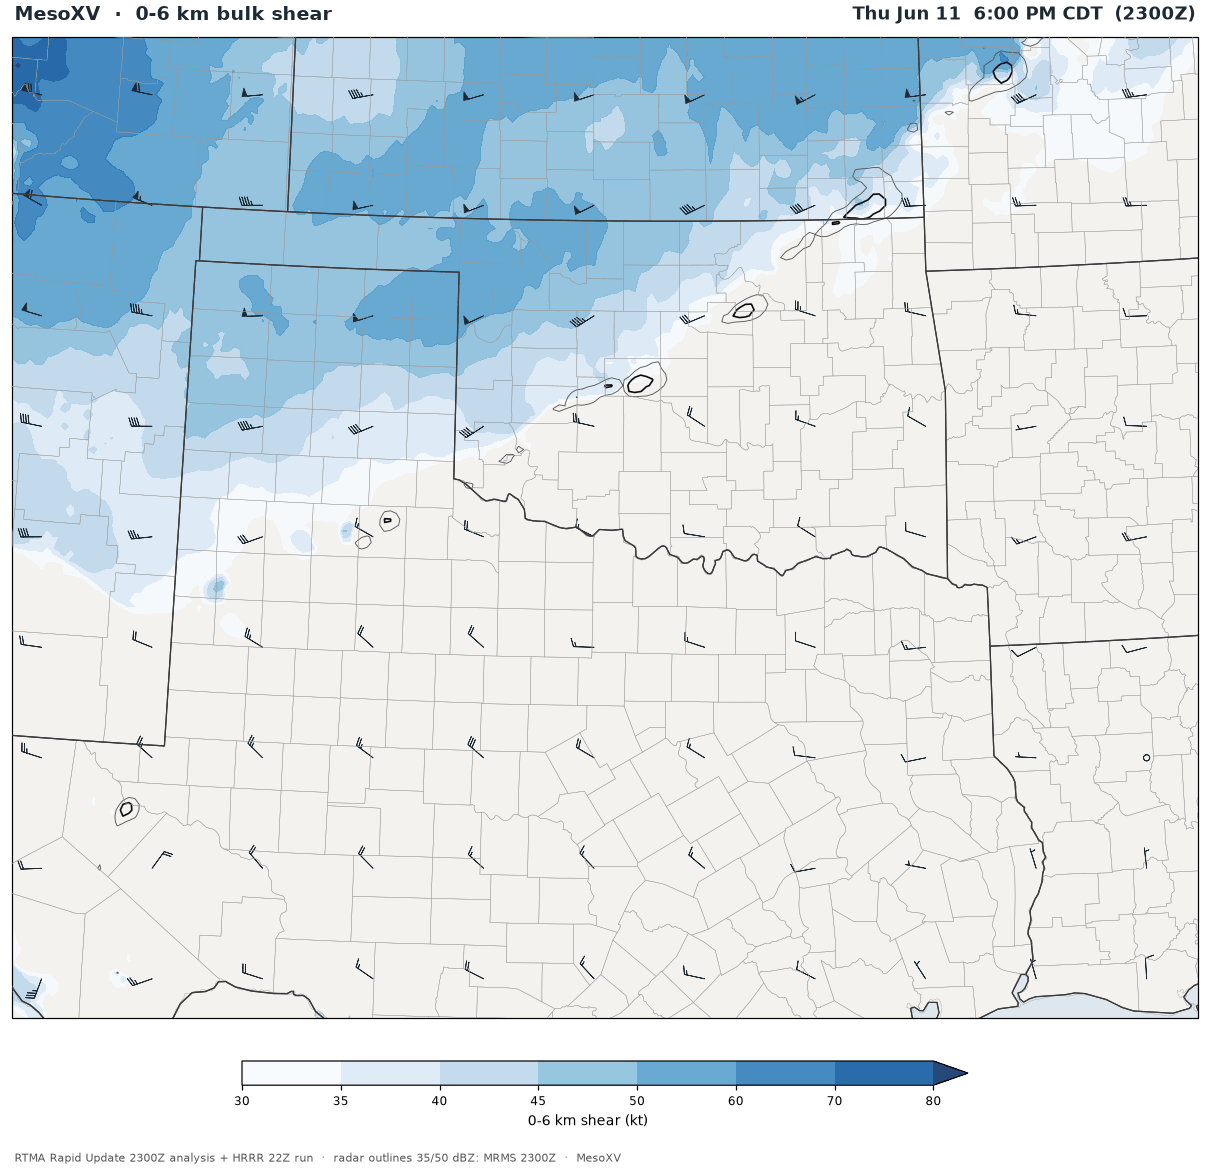 MesoXV · 0-6 km bulk shear
Thu Jun 11 6:00 PM CDT (2300Z)
30 35 40 45 50 60 70 80
0-6 km shear (kt)
RTMA Rapid Update 2300Z analysis + HRRR 22Z run · radar outlines 35/50 dBZ: MRMS 2300Z · MesoXV